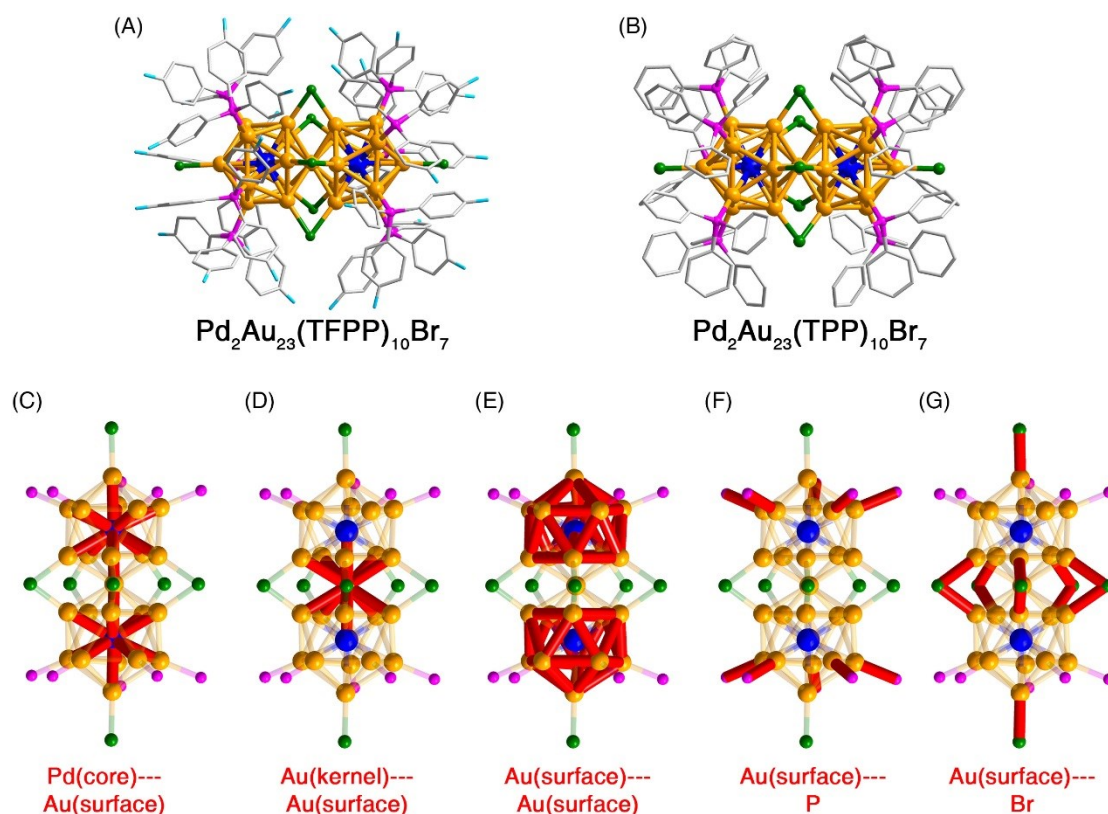 (A)
(B)
Pd₂Au₂₃(TFPP)₁₀Br₇
Pd₂Au₂₃(TPP)₁₀Br₇
(C)
(D)
(E)
(F)
(G)
Pd(core)---
Au(surface)
Au(kernel)---
Au(surface)
Au(surface)---
Au(surface)
Au(surface)---
P
Au(surface)---
Br